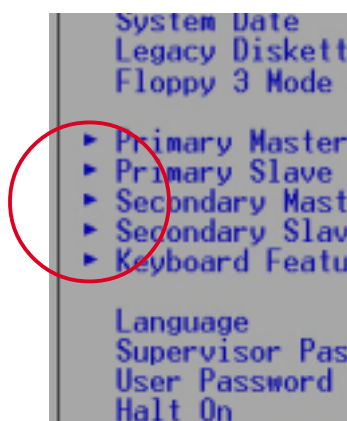 System Date
Legacy Diskett
Floppy 3 Mode
Primary Master
Primary Slave
Secondary Mast
Secondary Slav
Keyboard Featu
Language
Supervisor Pas
User Password
Halt On